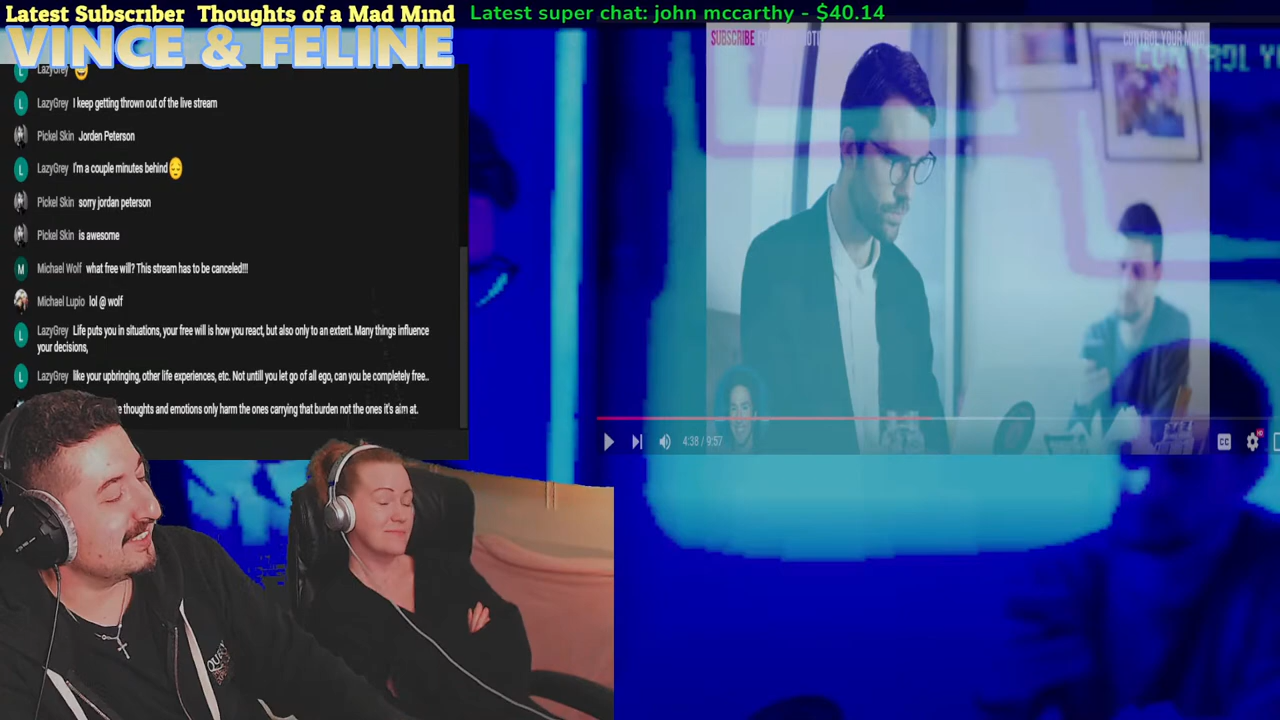 Latest Subscriber Thoughts of a Mad Mind
Latest super chat: john mccarthy - $40.14
VINCE & FELINE
LazyGrey
LazyGrey I keep getting thrown out of the live stream
Pickel Skin Jorden Peterson
LazyGrey I'm a couple minutes behind
Pickel Skin sorry jordan peterson
Pickel Skin is awesome
Michael Wolf what free will? This stream has to be canceled!!!
Michael Lupio lol @ wolf
LazyGrey Life puts you in situations, your free will is how you react, but also only to an extent. Many things influence
your decisions,
LazyGrey like your upbringing, other life experiences, etc. Not untill you let go of all ego, can you be completely free..
thoughts and emotions only harm the ones carrying that burden not the ones it's aim at.
SUBSCRIBE
CONTROL YOUR MIND
4:38 / 9:57
CC
HD